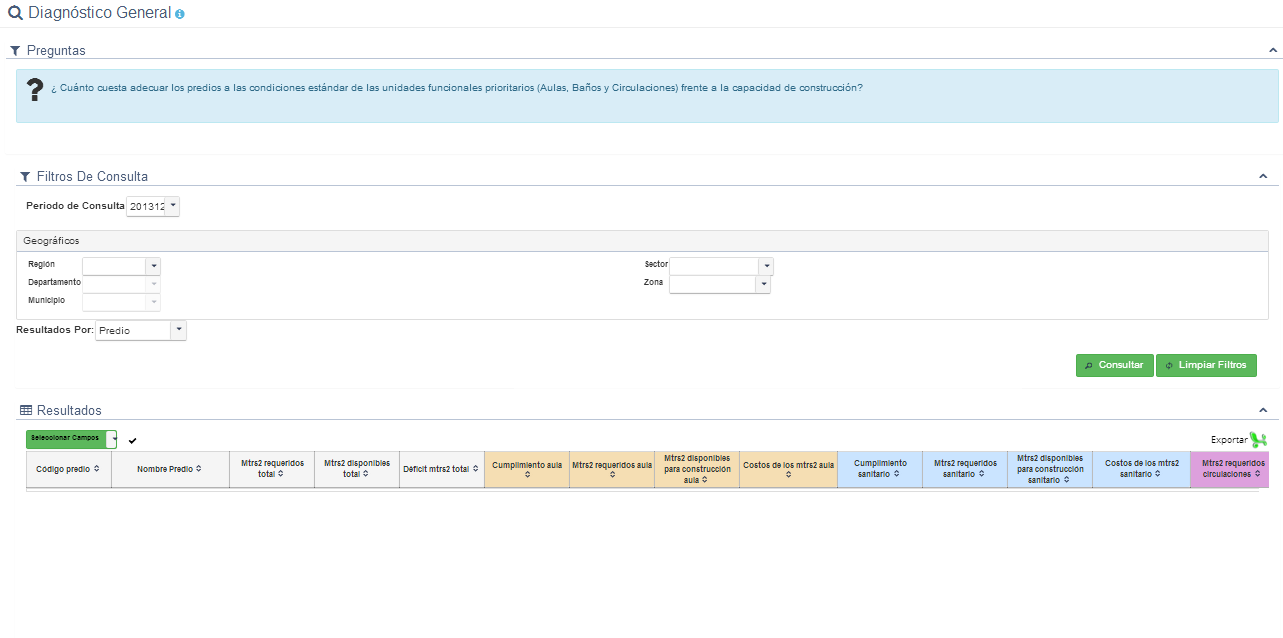 Diagnóstico General
Preguntas
¿ Cuánto cuesta adecuar los predios a las condiciones estándar de las unidades funcionales prioritarios (Aulas, Baños y Circulaciones) frente a la capacidad de construcción?
Filtros De Consulta
Periodo de Consulta 201312
Geográficos
Región
Sector
Departamento
Zona
Municipio
Resultados Por: Predio
Consultar
Limpiar Filtros
Resultados
Seleccionar Campos
Exportar
Código predio
Nombre Predio
Mtrs2 requeridos
total
Mtrs2 disponibles
total
Déficit mtrs2 total
Cumplimiento aula
Mtrs2 requeridos aula
Mtrs2 disponibles
para construcción
aula
Costos de los mtrs2 aula
Cumplimiento
sanitario
Mtrs2 requeridos
sanitario
Mtrs2 disponibles
para construcción
sanitario
Costos de los mtrs2
sanitario
Mtrs2 requeridos
circulaciones